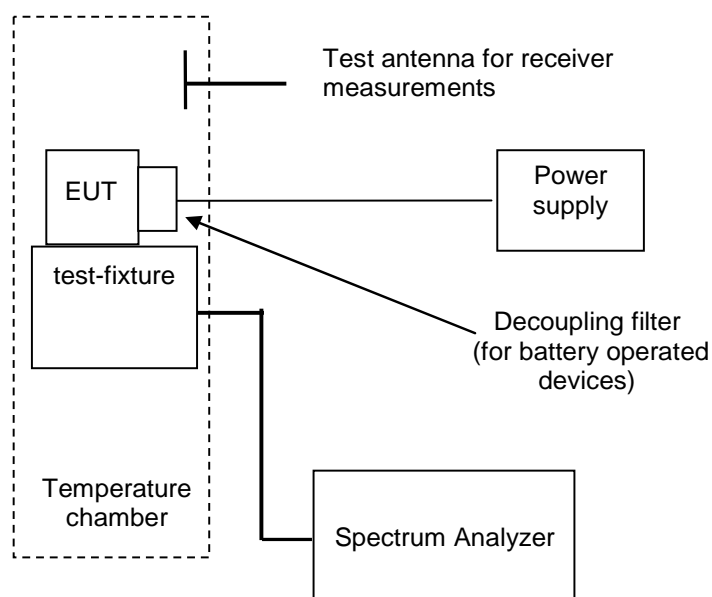 Test antenna for receiver
measurements
EUT
Power
supply
test-fixture
Decoupling filter
(for battery operated
devices)
Temperature
chamber
Spectrum Analyzer